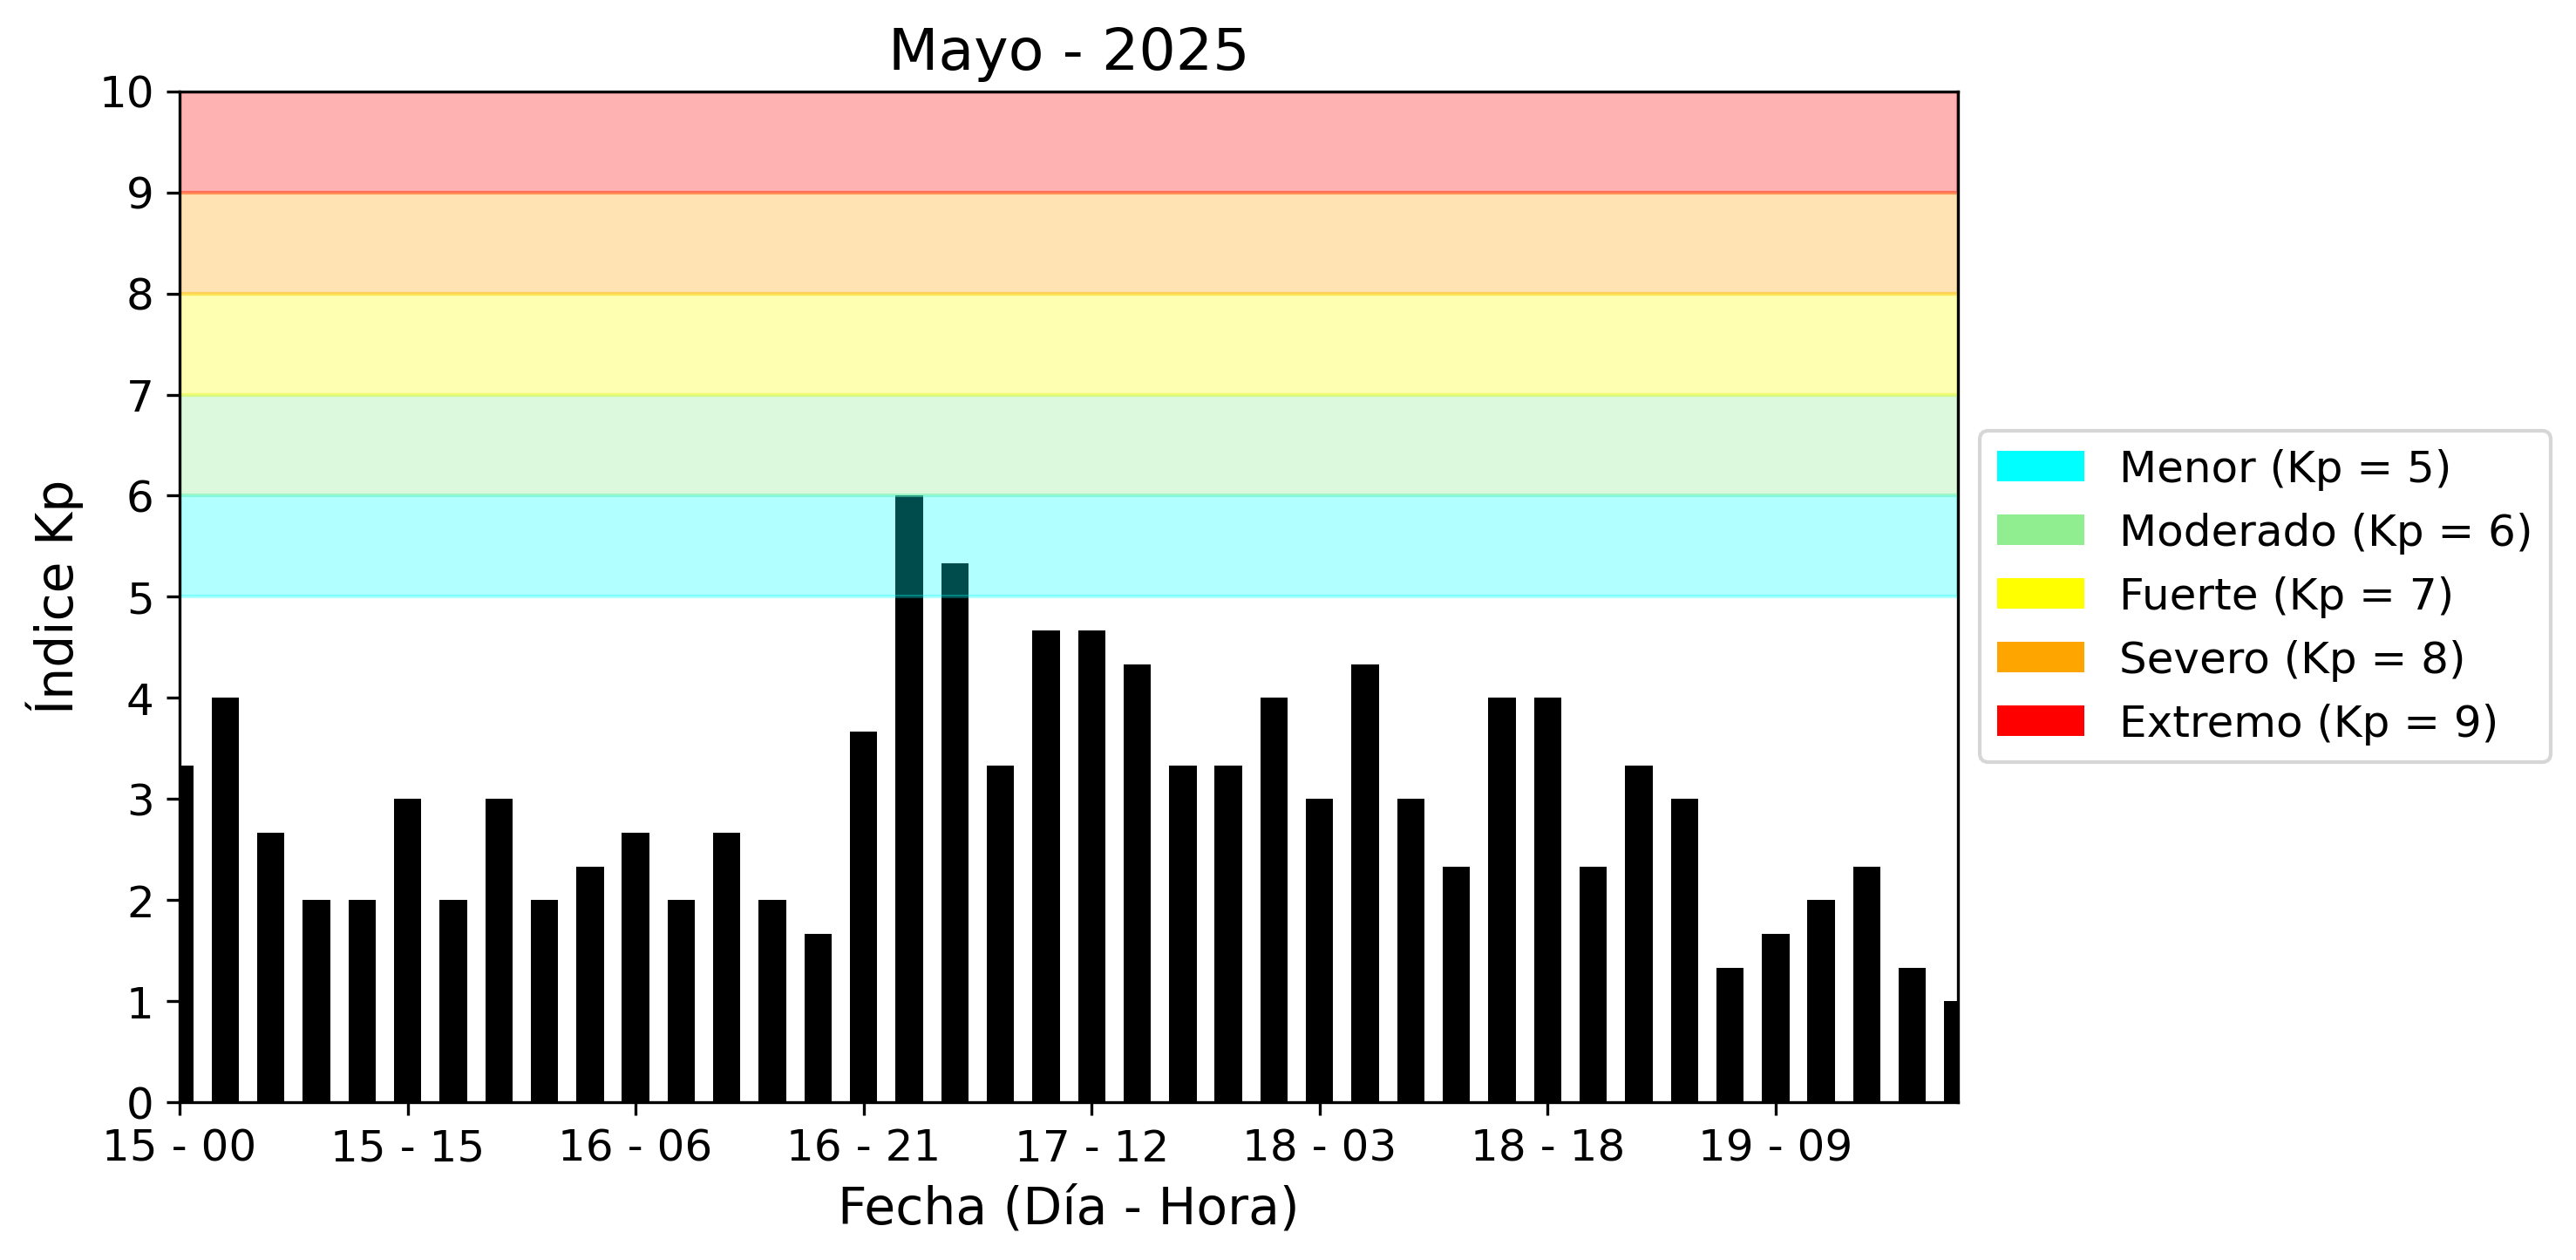 Mayo - 2025
Índice Kp
10
9
8
7
6
5
4
3
2
1
0
15 - 00
15 - 15
16 - 06
16 - 21
17 - 12
18 - 03
18 - 18
19 - 09
Fecha (Día - Hora)
Menor (Kp = 5)
Moderado (Kp = 6)
Fuerte (Kp = 7)
Severo (Kp = 8)
Extremo (Kp = 9)